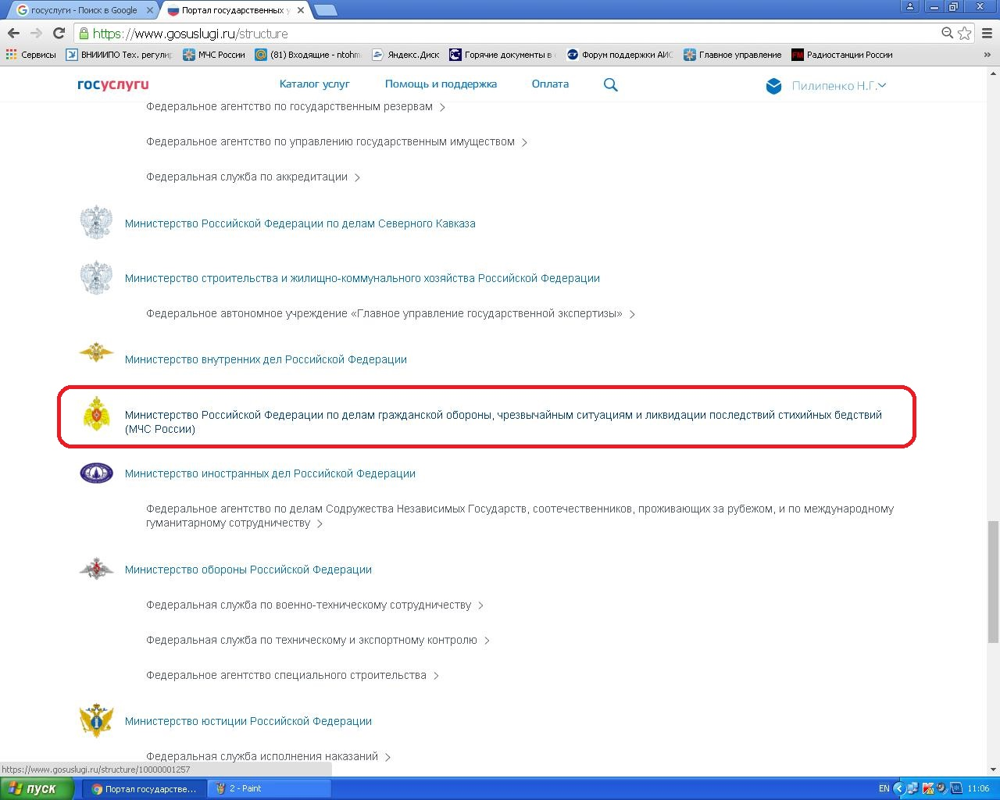 госуслуги - Поиск в Google
Портал государственных у
https://www.gosuslugi.ru/structure
Сервисы
ВНИИПО Тех. регулир
МЧС России
(81) Входящие - ntohma
Яндекс.Диск
Горячие документы в с
Форум поддержки АИС
Главное управление
Радиостанции России
»
госуслуги
Каталог услуг
Помощь и поддержка
Оплата
Пилипенко Н.Г.
Федеральное агентство по государственным резервам
Федеральное агентство по управлению государственным имуществом
Федеральная служба по аккредитации
Министерство Российской Федерации по делам Северного Кавказа
Министерство строительства и жилищно-коммунального хозяйства Российской Федерации
Федеральное автономное учреждение «Главное управление государственной экспертизы»
Министерство внутренних дел Российской Федерации
Министерство Российской Федерации по делам гражданской обороны, чрезвычайным ситуациям и ликвидации последствий стихийных бедствий
(МЧС России)
Министерство иностранных дел Российской Федерации
Федеральное агентство по делам Содружества Независимых Государств, соотечественников, проживающих за рубежом, и по международному
гуманитарному сотрудничеству
Министерство обороны Российской Федерации
Федеральная служба по военно-техническому сотрудничеству
Федеральная служба по техническому и экспортному контролю
Федеральное агентство специального строительства
Министерство юстиции Российской Федерации
Федеральная служба исполнения наказаний
https://www.gosuslugi.ru/structure/10000001257
пуск
Портал государстве...
2 - Paint
EN
11:06